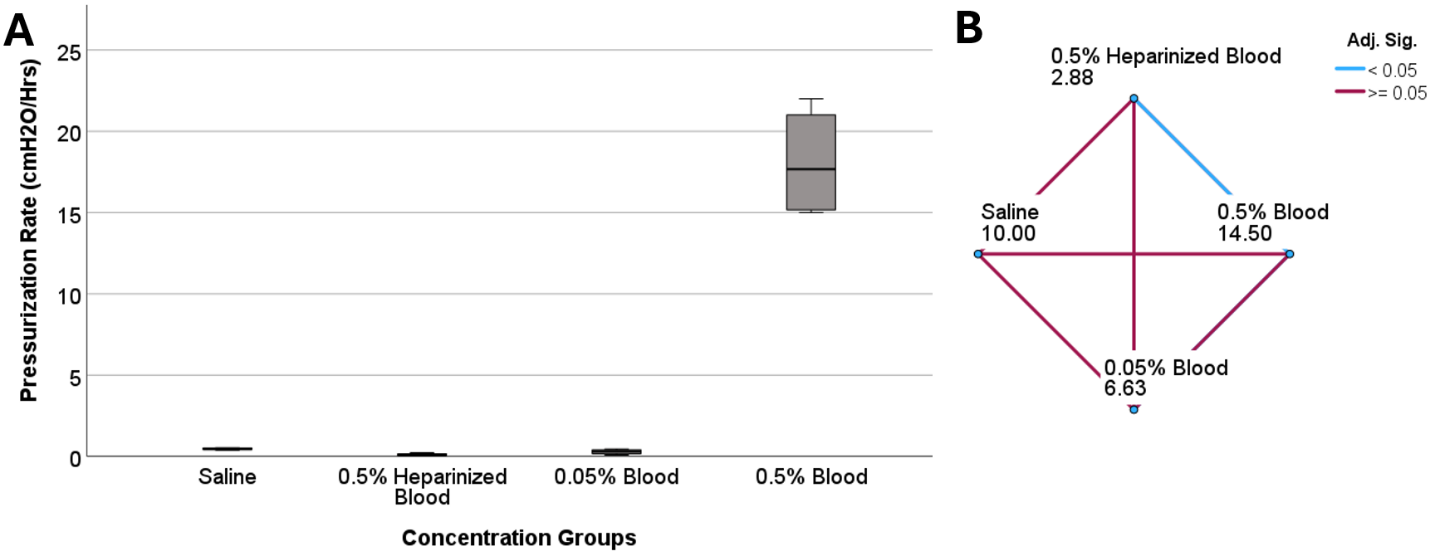 A
Pressurization Rate (cmH2O/Hrs)
25
20
15
10
5
0
Saline
0.5% Heparinized
Blood
0.05% Blood
0.5% Blood
Concentration Groups
B
0.5% Heparinized Blood
2.88
Saline
10.00
0.5% Blood
14.50
0.05% Blood
6.63
Adj. Sig.
< 0.05
>= 0.05